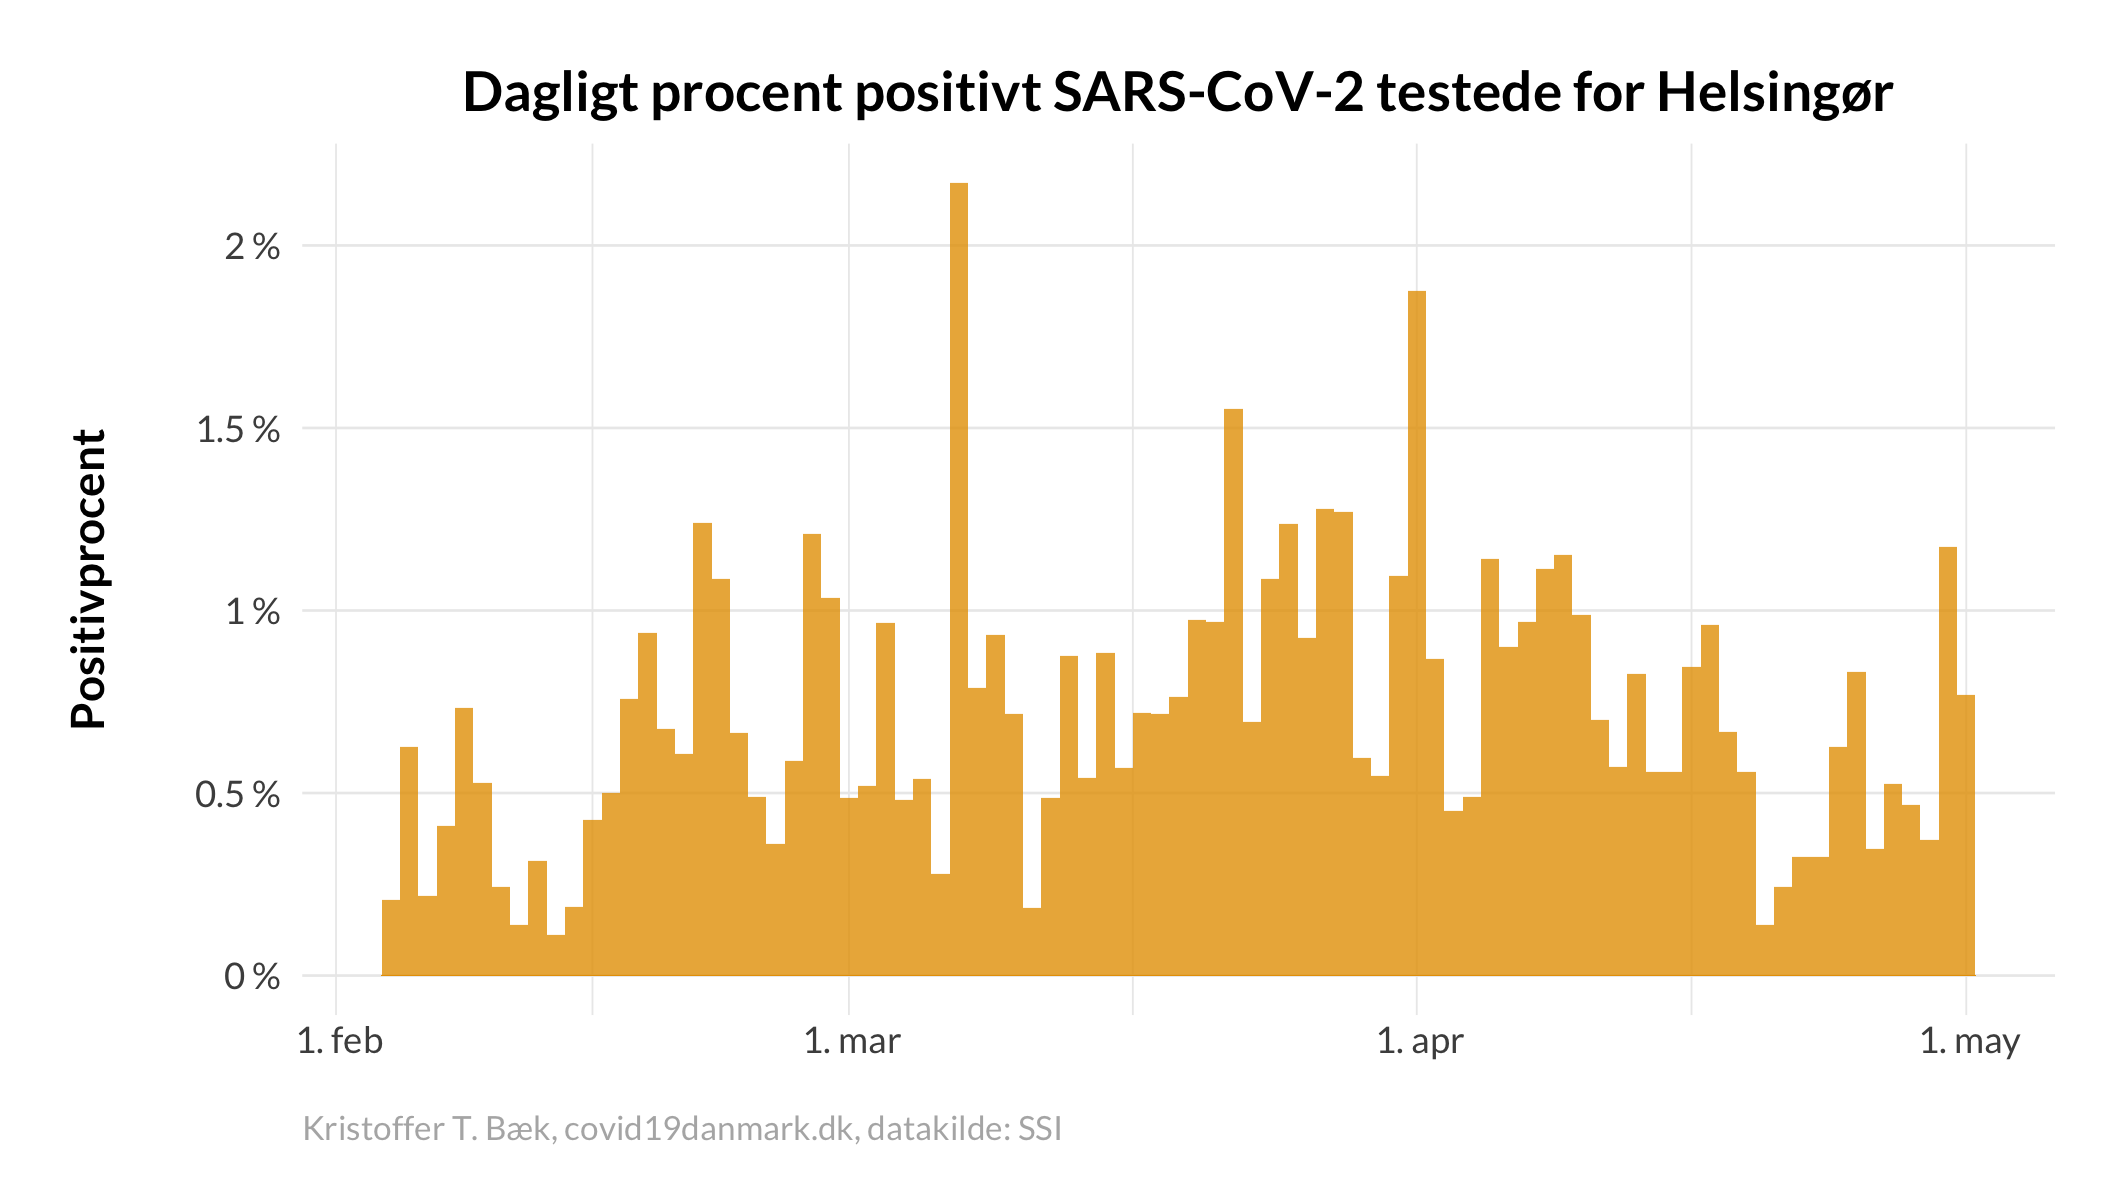 Dagligt procent positivt SARS-CoV-2 testede for Helsingør
Positivprocent
2 %
1.5 %
1 %
0.5 %
0 %
1. feb
1. mar
1. apr
1. may
Kristoffer T. Bæk, covid19danmark.dk, datakilde: SSI